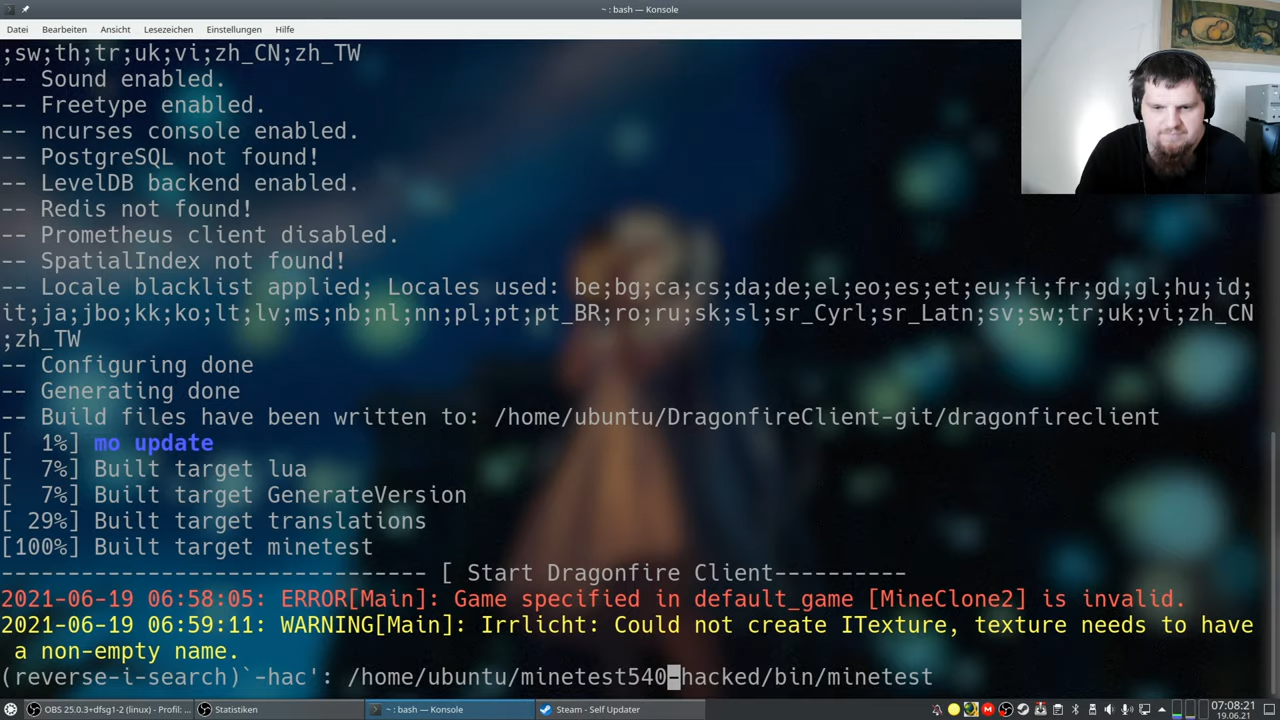 ~ : bash — Konsole
Datei Bearbeiten Ansicht Lesezeichen Einstellungen Hilfe
;sw;th;tr;uk;vi;zh_CN;zh_TW
-- Sound enabled.
-- Freetype enabled.
-- ncurses console enabled.
-- PostgreSQL not found!
-- LevelDB backend enabled.
-- Redis not found!
-- Prometheus client disabled.
-- SpatialIndex not found!
-- Locale blacklist applied; Locales used: be;bg;ca;cs;da;de;el;eo;es;et;eu;fi;fr;gd;gl;hu;id;
it;ja;jbo;kk;ko;lt;lv;ms;nb;nl;nn;pl;pt;pt_BR;ro;ru;sk;sl;sr_Cyrl;sr_Latn;sv;sw;tr;uk;vi;zh_CN
;zh_TW
-- Configuring done
-- Generating done
-- Build files have been written to: /home/ubuntu/DragonfireClient-git/dragonfireclient
[  1%] mo update
[  7%] Built target lua
[  7%] Built target GenerateVersion
[ 29%] Built target translations
[100%] Built target minetest
-------------------------------- [ Start Dragonfire Client----------
2021-06-19 06:58:05: ERROR[Main]: Game specified in default_game [MineClone2] is invalid.
2021-06-19 06:59:11: WARNING[Main]: Irrlicht: Could not create ITexture, texture needs to have
a non-empty name.
(reverse-i-search)`-hac': /home/ubuntu/minetest540-hacked/bin/minetest
OBS 25.0.3+dfsg1-2 (linux) - Profil: ... Statistiken ~ : bash — Konsole Steam - Self Updater 07:08:21
19.06.21